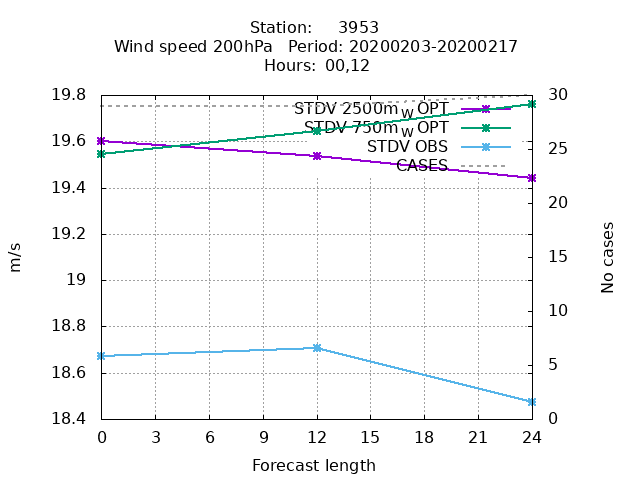 Station: 3953
Wind speed 200hPa Period: 20200203-20200217
Hours: 00,12
19.8
19.6
19.4
19.2
19
18.8
18.6
18.4
m/s
STDV 2500m W OPT
STDV 750m W OPT
STDV OBS
CASES
30
25
20
15
10
5
0
No cases
0 3 6 9 12 15 18 21 24
Forecast length